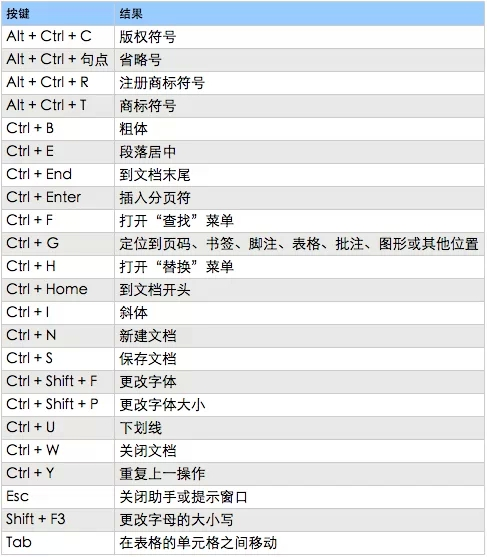 按键 结果
Alt + Ctrl + C 版权符号
Alt + Ctrl + 句点 省略号
Alt + Ctrl + R 注册商标符号
Alt + Ctrl + T 商标符号
Ctrl + B 粗体
Ctrl + E 段落居中
Ctrl + End 到文档末尾
Ctrl + Enter 插入分页符
Ctrl + F 打开“查找”菜单
Ctrl + G 定位到页码、书签、脚注、表格、批注、图形或其他位置
Ctrl + H 打开“替换”菜单
Ctrl + Home 到文档开头
Ctrl + I 斜体
Ctrl + N 新建文档
Ctrl + S 保存文档
Ctrl + Shift + F 更改字体
Ctrl + Shift + P 更改字体大小
Ctrl + U 下划线
Ctrl + W 关闭文档
Ctrl + Y 重复上一操作
Esc 关闭助手或提示窗口
Shift + F3 更改字母的大小写
Tab 在表格的单元格之间移动